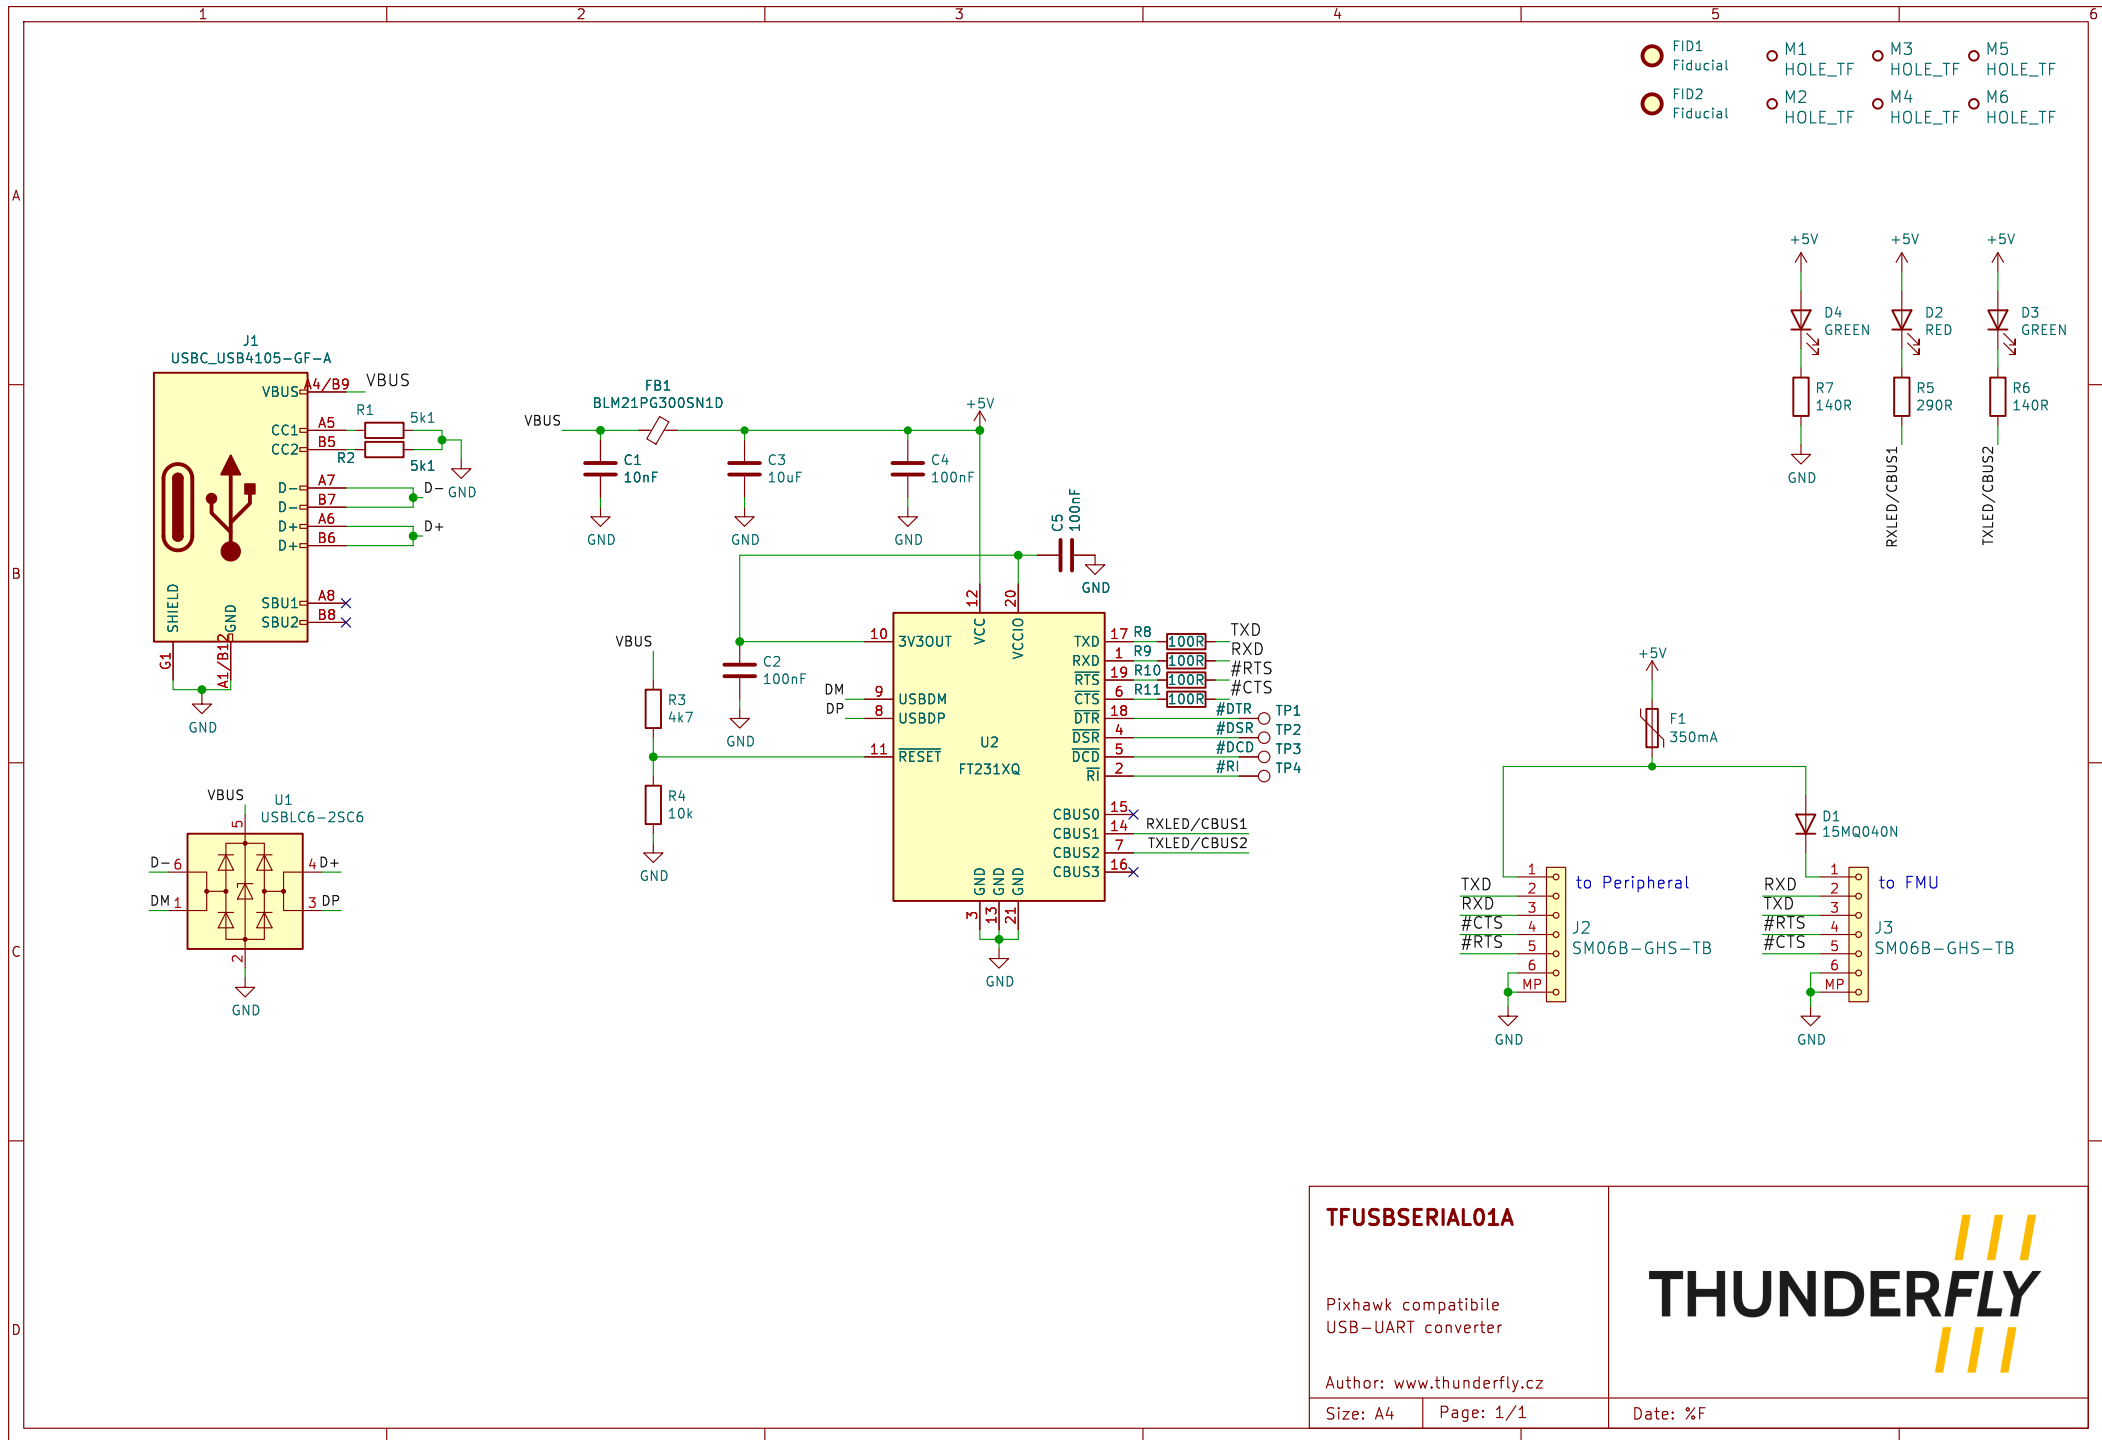 1 2 3 4 5 6
A
B
C
D
FID1
Fiducial
FID2
Fiducial
M1
HOLE_TF
M2
HOLE_TF
M3
HOLE_TF
M4
HOLE_TF
M5
HOLE_TF
M6
HOLE_TF
J1
USBC_USB4105-GF-A
VBUS A4/B9 VBUS
CC1 A5 R1 5k1
CC2 B5 R2 5k1
GND
D- A7 D-
D- B7
D+ A6 D+
D+ B6
SBU1 A8
SBU2 B8
SHIELD GND
G1 A1/B12
GND
VBUS
U1
USBLC6-2SC6
5
D- 6 4 D+
DM 1 3 DP
2
GND
VBUS
FB1
BLM21PG300SN1D
+5V
C1
10nF
GND
C3
10uF
GND
C4
100nF
GND
C5
100nF
GND
C2
100nF
GND
VBUS
R3
4k7
R4
10k
GND
12 20
VCC VCCIO
10 3V3OUT
DM 9 USBDM
DP 8 USBDP
11 RESET
U2
FT231XQ
TXD 17 R8 100R TXD
RXD 1 R9 100R RXD
RTS 19 R10 100R #RTS
CTS 6 R11 100R #CTS
DTR 18 #DTR TP1
DSR 4 #DSR TP2
DCD 5 #DCD TP3
RI 2 #RI TP4
CBUS0 15
CBUS1 14 RXLED/CBUS1
CBUS2 7 TXLED/CBUS2
CBUS3 16
GND GND GND
3 13 21
GND
+5V
D4
GREEN
R7
140R
GND
+5V
D2
RED
R5
290R
RXLED/CBUS1
+5V
D3
GREEN
R6
140R
TXLED/CBUS2
+5V
F1
350mA
D1
15MQ040N
1 to Peripheral
TXD 2
RXD 3
#CTS 4
#RTS 5
6
MP
J2
SM06B-GHS-TB
GND
1 to FMU
RXD 2
TXD 3
#RTS 4
#CTS 5
6
MP
J3
SM06B-GHS-TB
GND
TFUSBSERIAL01A
Pixhawk compatibile
USB-UART converter
Author: www.thunderfly.cz
Size: A4
Page: 1/1
Date: %F
THUNDERFLY